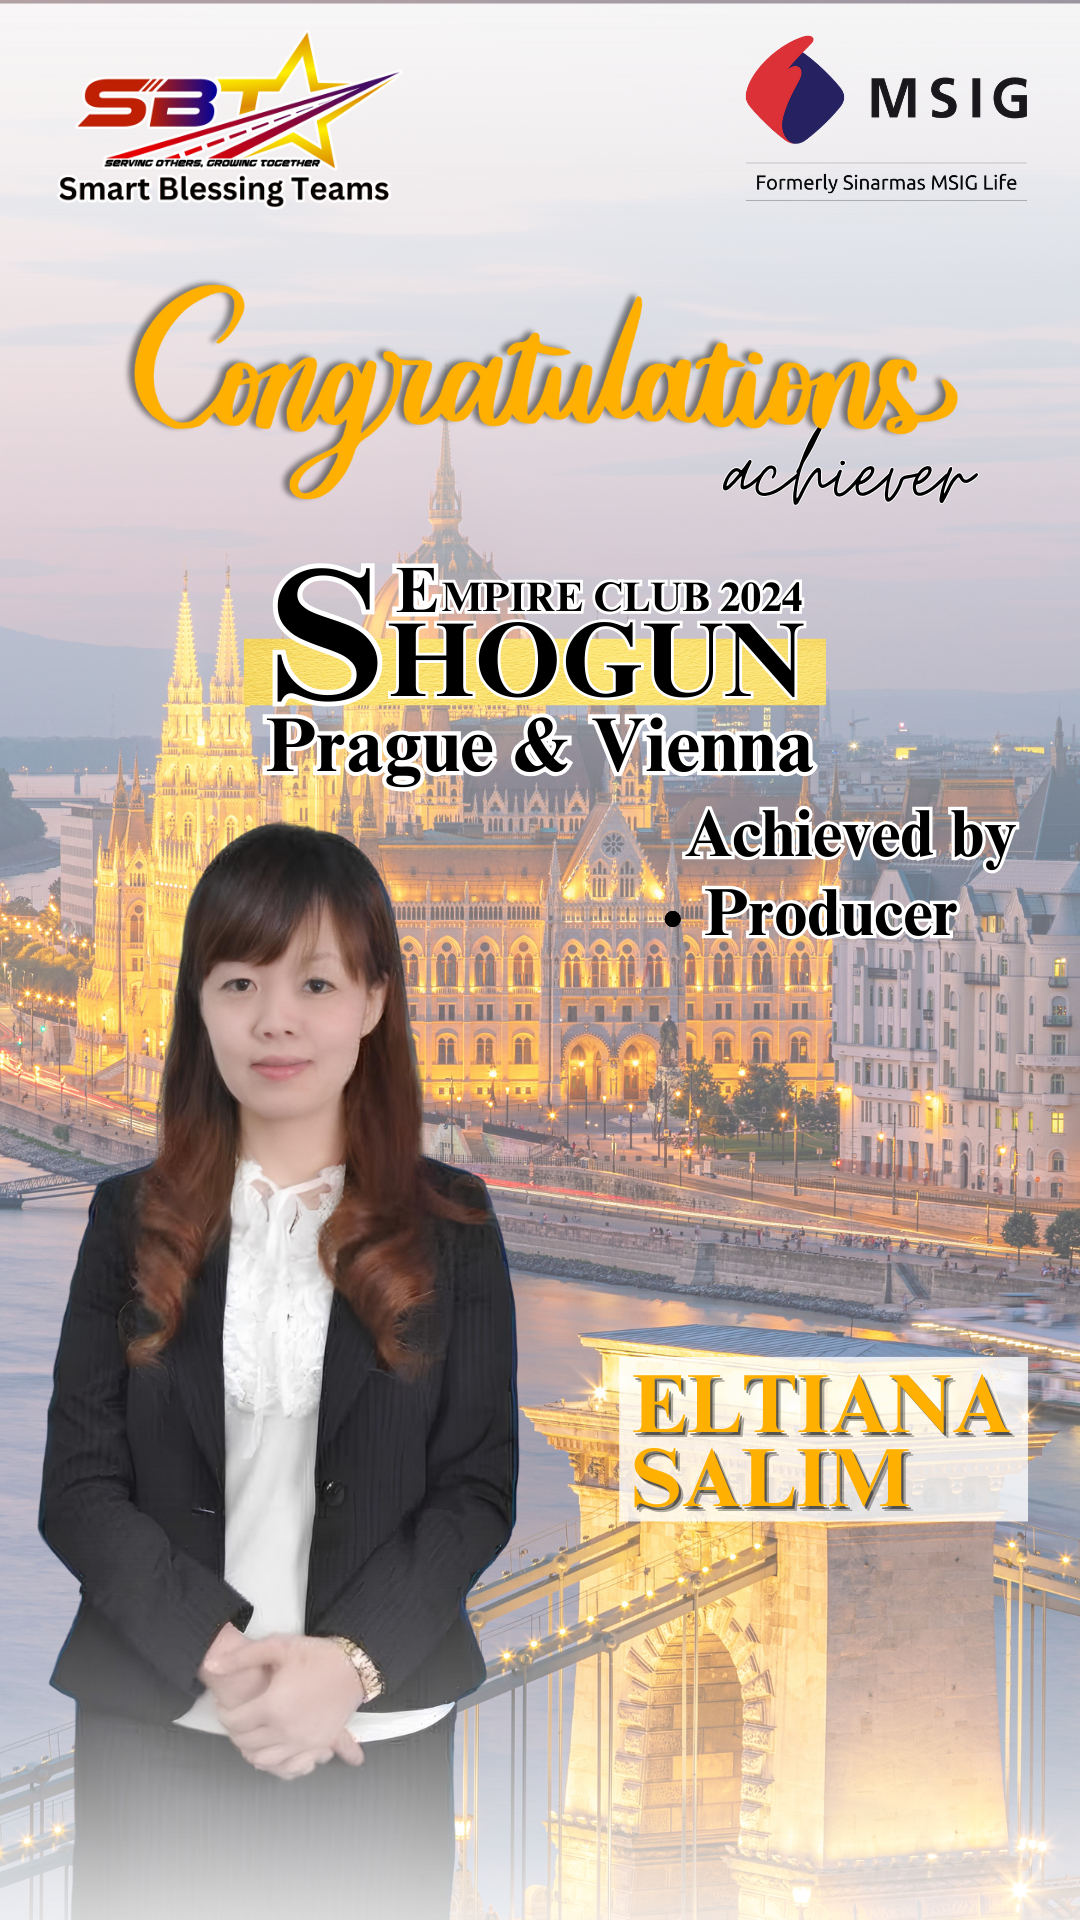 SBT
SERVING OTHERS, GROWING TOGETHER
Smart Blessing Teams
MSIG
Formerly Sinarmas MSIG Life
Congratulations
achiever
EMPIRE CLUB 2024
SHOGUN
Prague & Vienna
Achieved by
• Producer
ELTIANA
SALIM